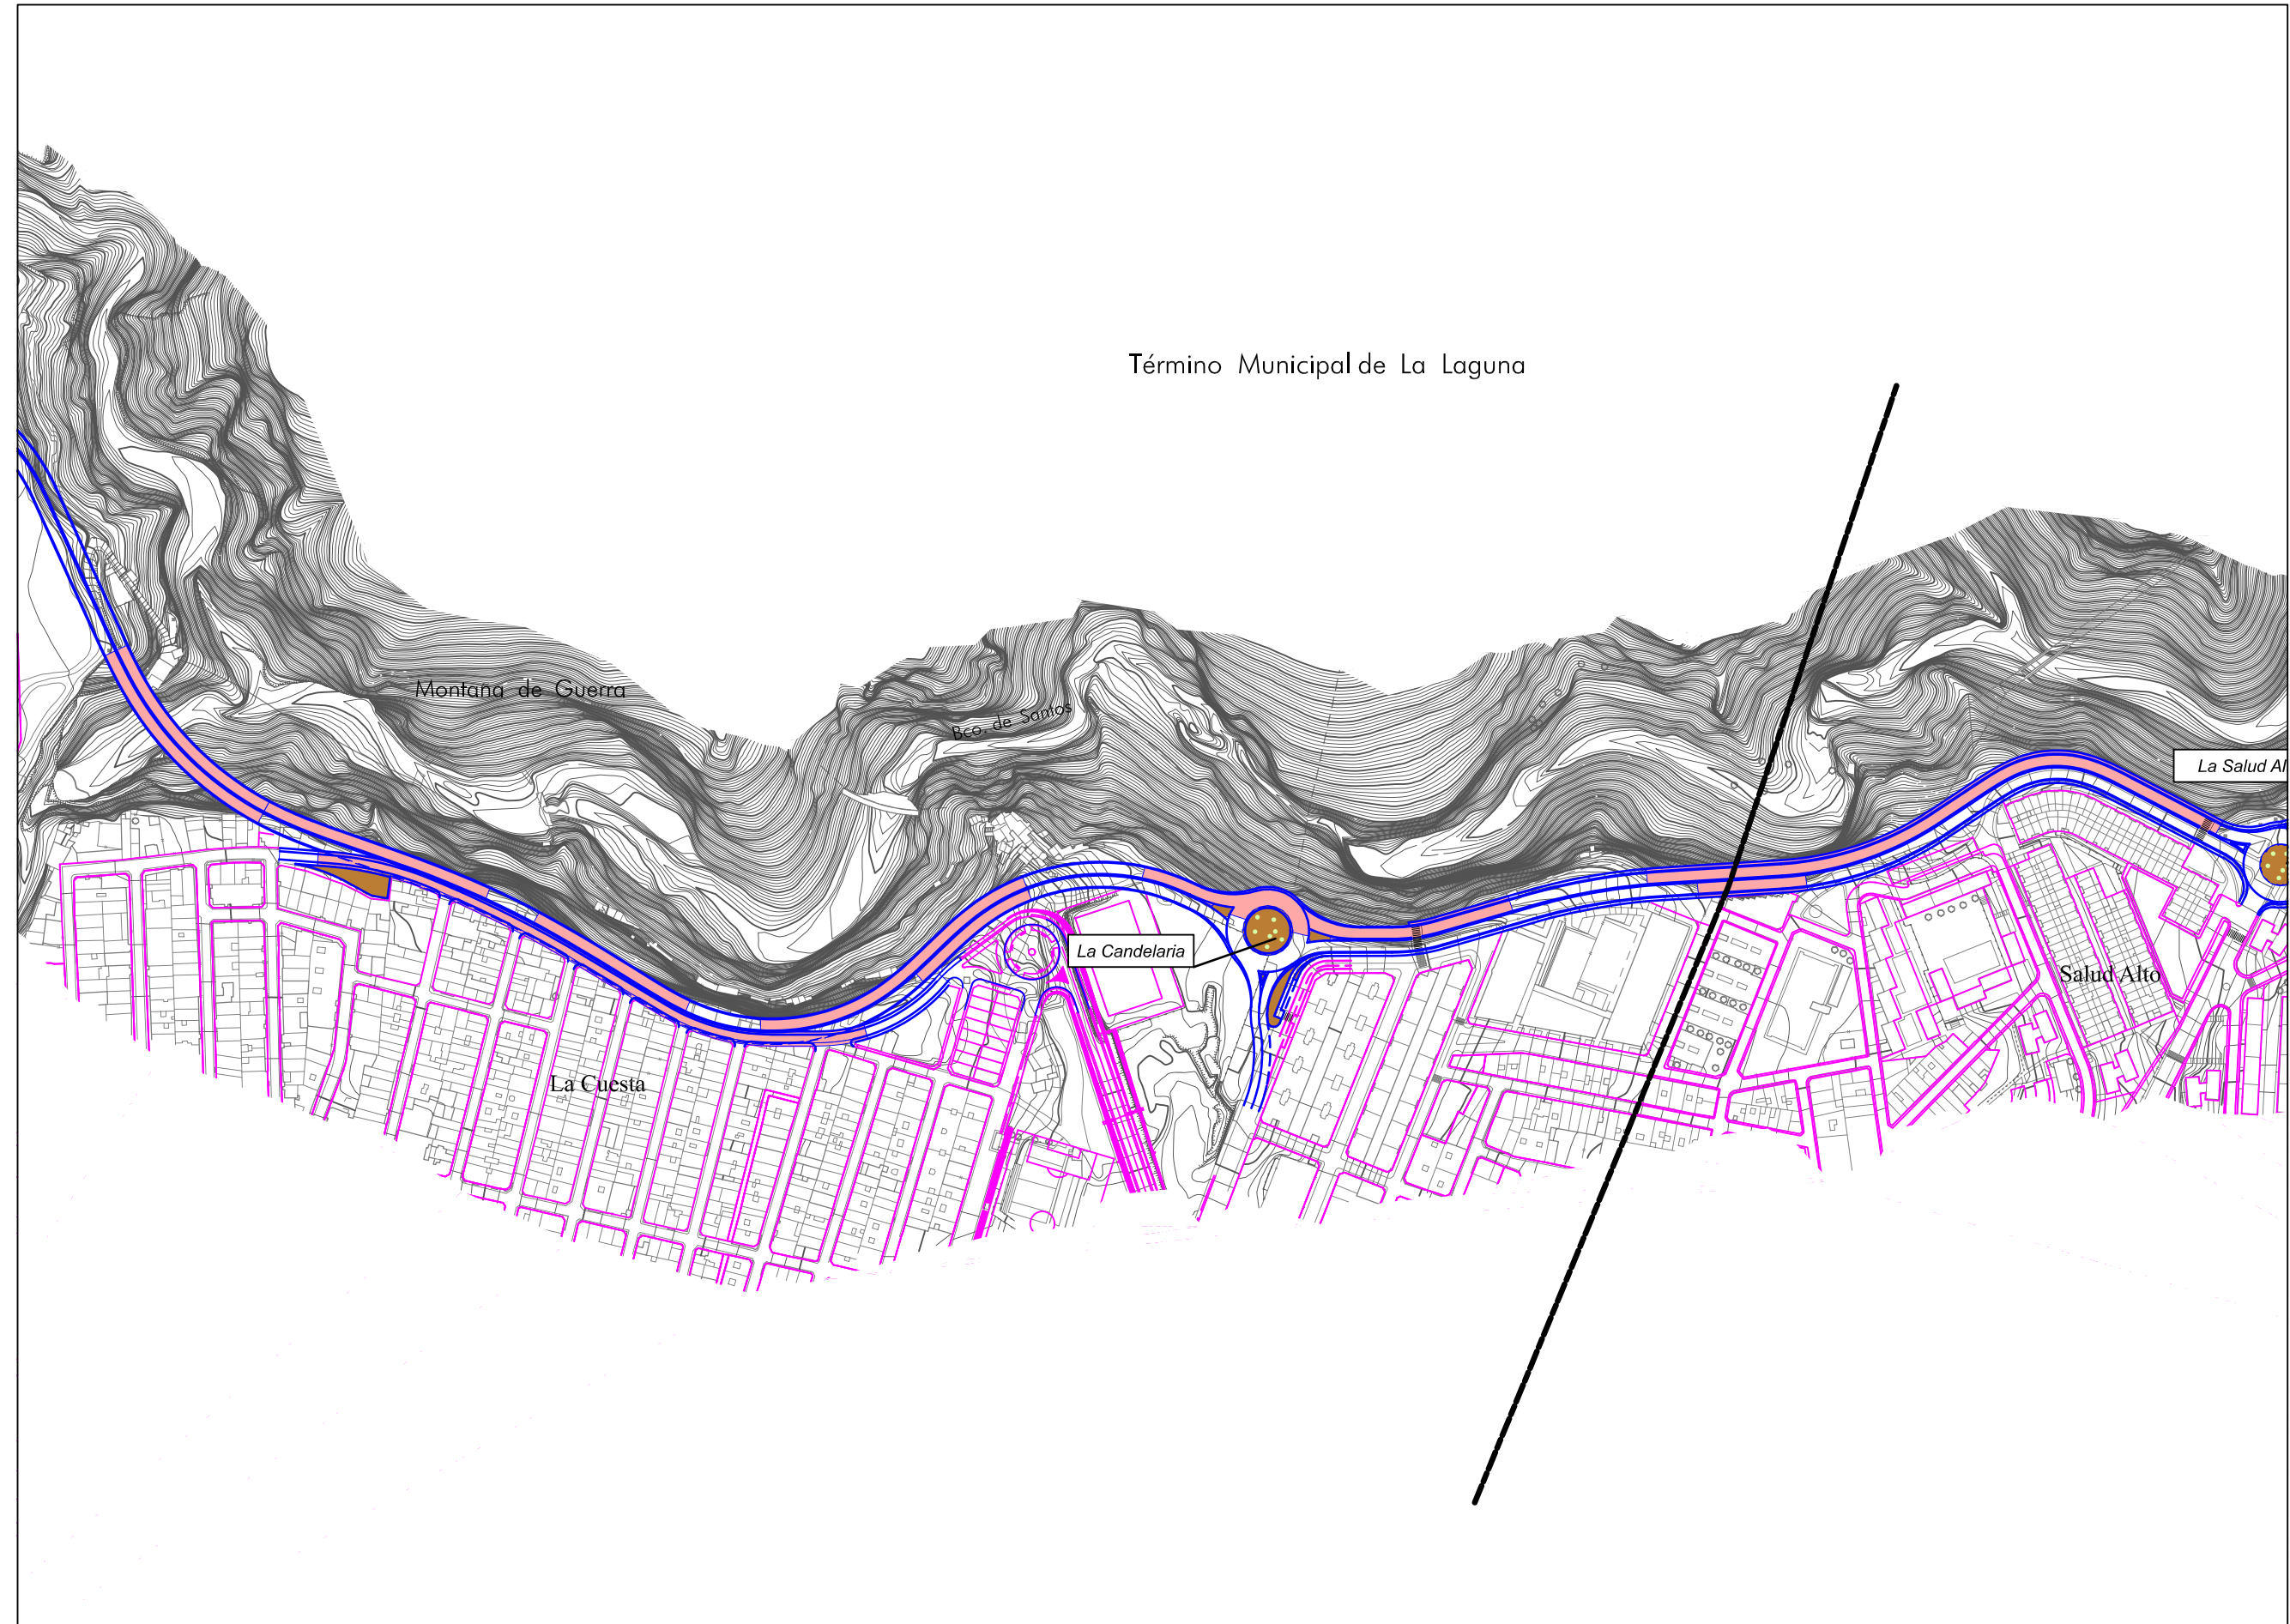 Término Municipal de La Laguna
Montaña de Guerra
Bco. de Santos
La Salud Al
La Candelaria
Salud Alto
La Cuesta